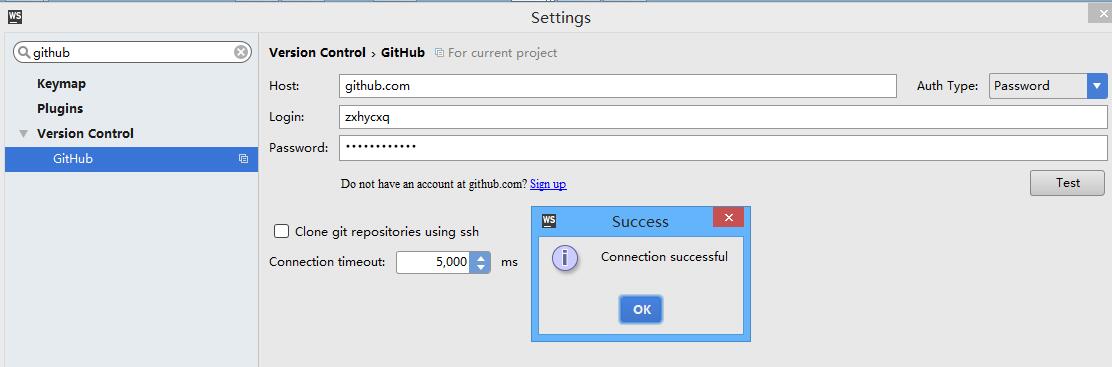 WS Settings
github
Keymap
Plugins
Version Control
GitHub
Version Control › GitHub For current project
Host: github.com Auth Type: Password
Login: zxhycxq
Password: ••••••••••••
Do not have an account at github.com? Sign up
Test
Clone git repositories using ssh
Connection timeout: 5,000 ms
WS Success
Connection successful
OK